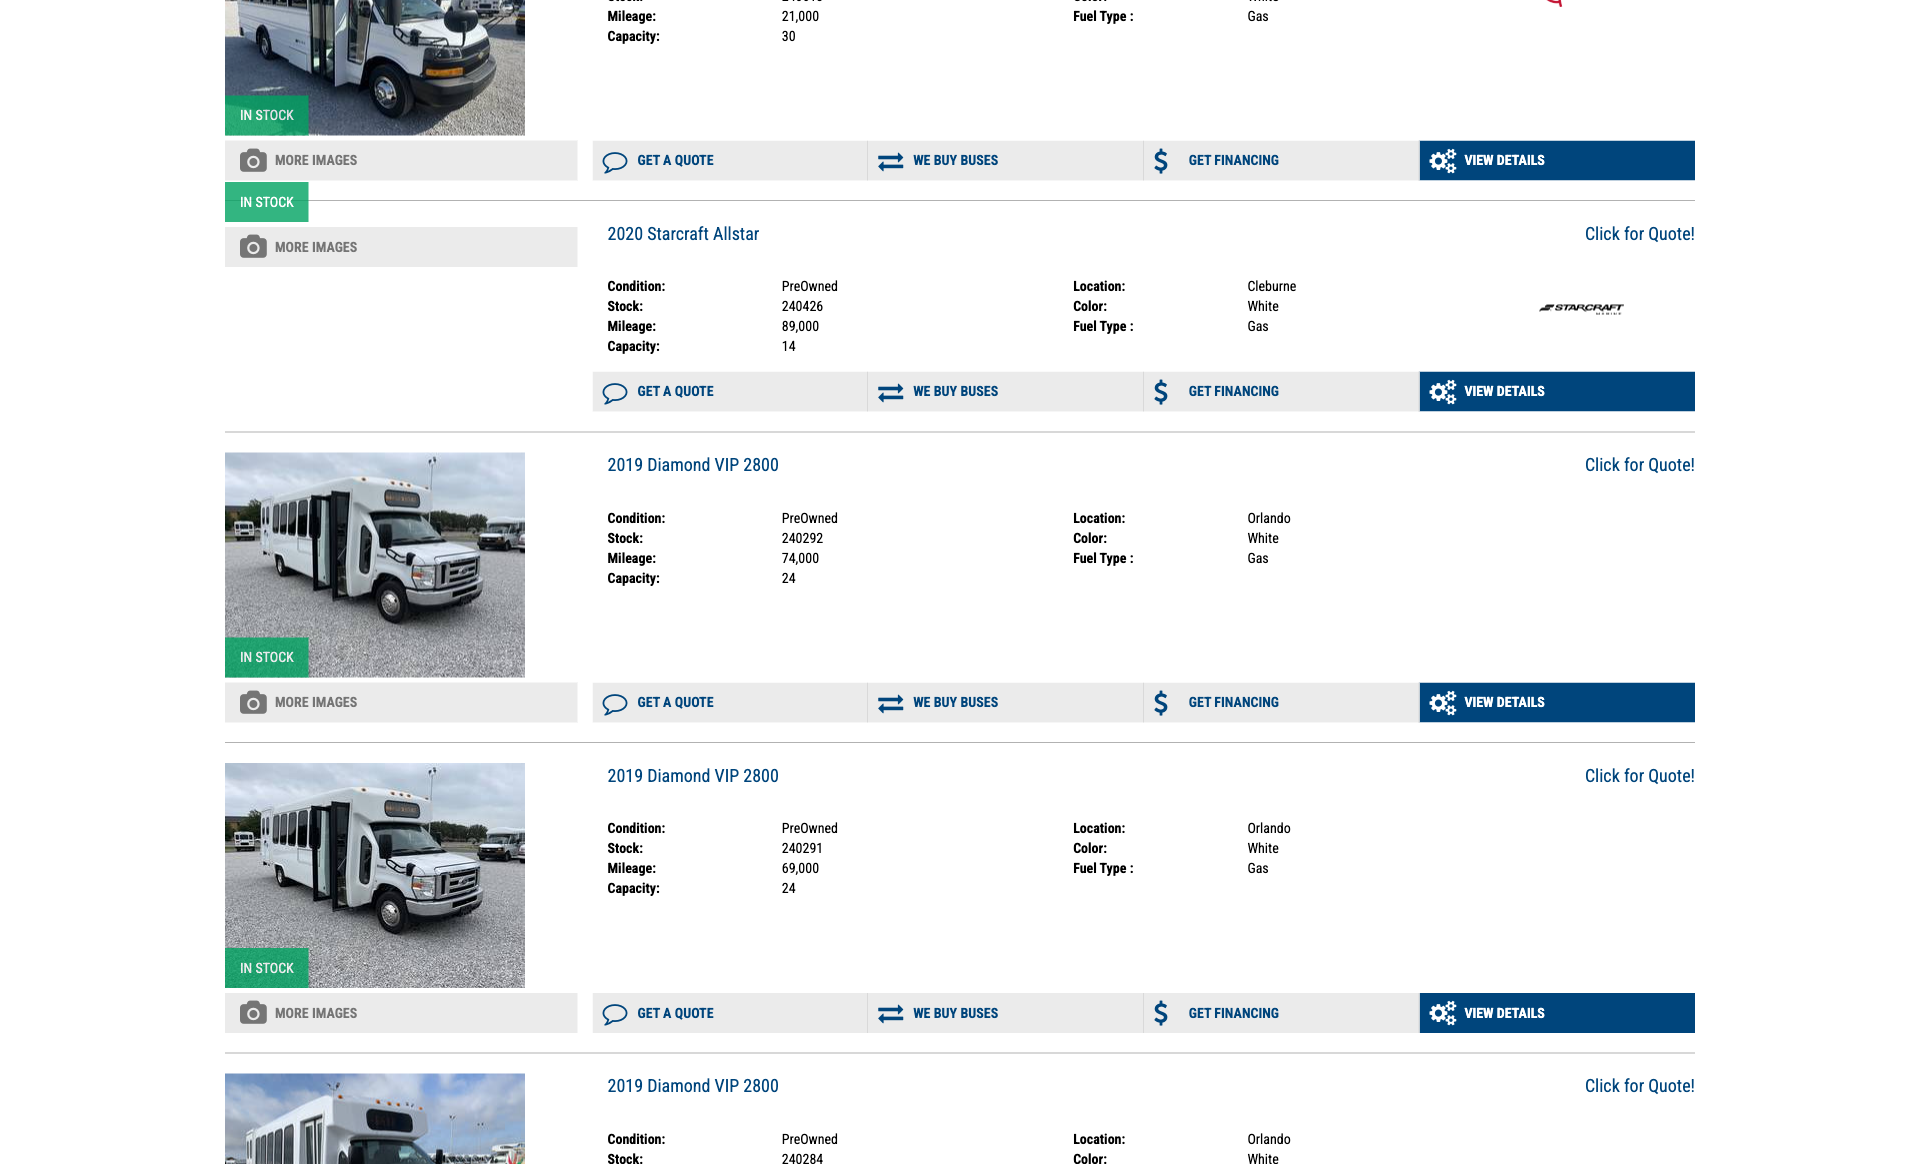 Mileage: 21,000 Fuel Type : Gas
Capacity: 30
IN STOCK
MORE IMAGES GET A QUOTE WE BUY BUSES GET FINANCING VIEW DETAILS
IN STOCK
MORE IMAGES
2020 Starcraft Allstar Click for Quote!
Condition: PreOwned Location: Cleburne
Stock: 240426 Color: White
Mileage: 89,000 Fuel Type : Gas
Capacity: 14
STARCRAFT
MARINE
GET A QUOTE WE BUY BUSES GET FINANCING VIEW DETAILS
2019 Diamond VIP 2800 Click for Quote!
Condition: PreOwned Location: Orlando
Stock: 240292 Color: White
Mileage: 74,000 Fuel Type : Gas
Capacity: 24
IN STOCK
MORE IMAGES GET A QUOTE WE BUY BUSES GET FINANCING VIEW DETAILS
2019 Diamond VIP 2800 Click for Quote!
Condition: PreOwned Location: Orlando
Stock: 240291 Color: White
Mileage: 69,000 Fuel Type : Gas
Capacity: 24
IN STOCK
MORE IMAGES GET A QUOTE WE BUY BUSES GET FINANCING VIEW DETAILS
2019 Diamond VIP 2800 Click for Quote!
Condition: PreOwned Location: Orlando
Stock: 240284 Color: White